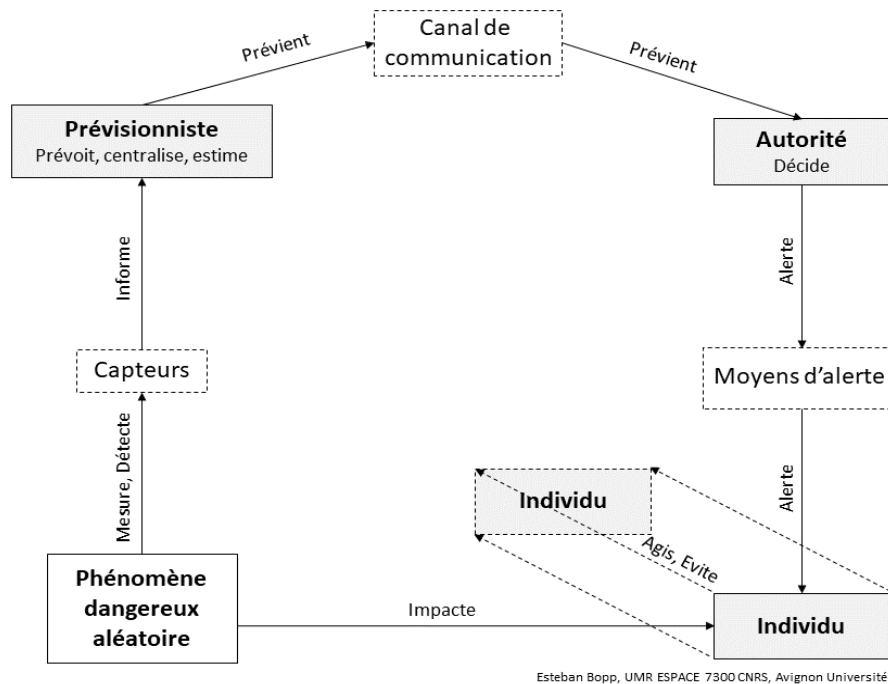 Canal de
communication
Prévient
Prévient
Prévisionniste
Prévoit, centralise, estime
Autorité
Décide
Informe
Alerte
Capteurs
Moyens d'alerte
Mesure, Détecte
Alerte
Individu
Agis, Evite
Phénomène
dangereux
aléatoire
Impacte
Individu
Esteban Bopp, UMR ESPACE 7300 CNRS, Avignon Université